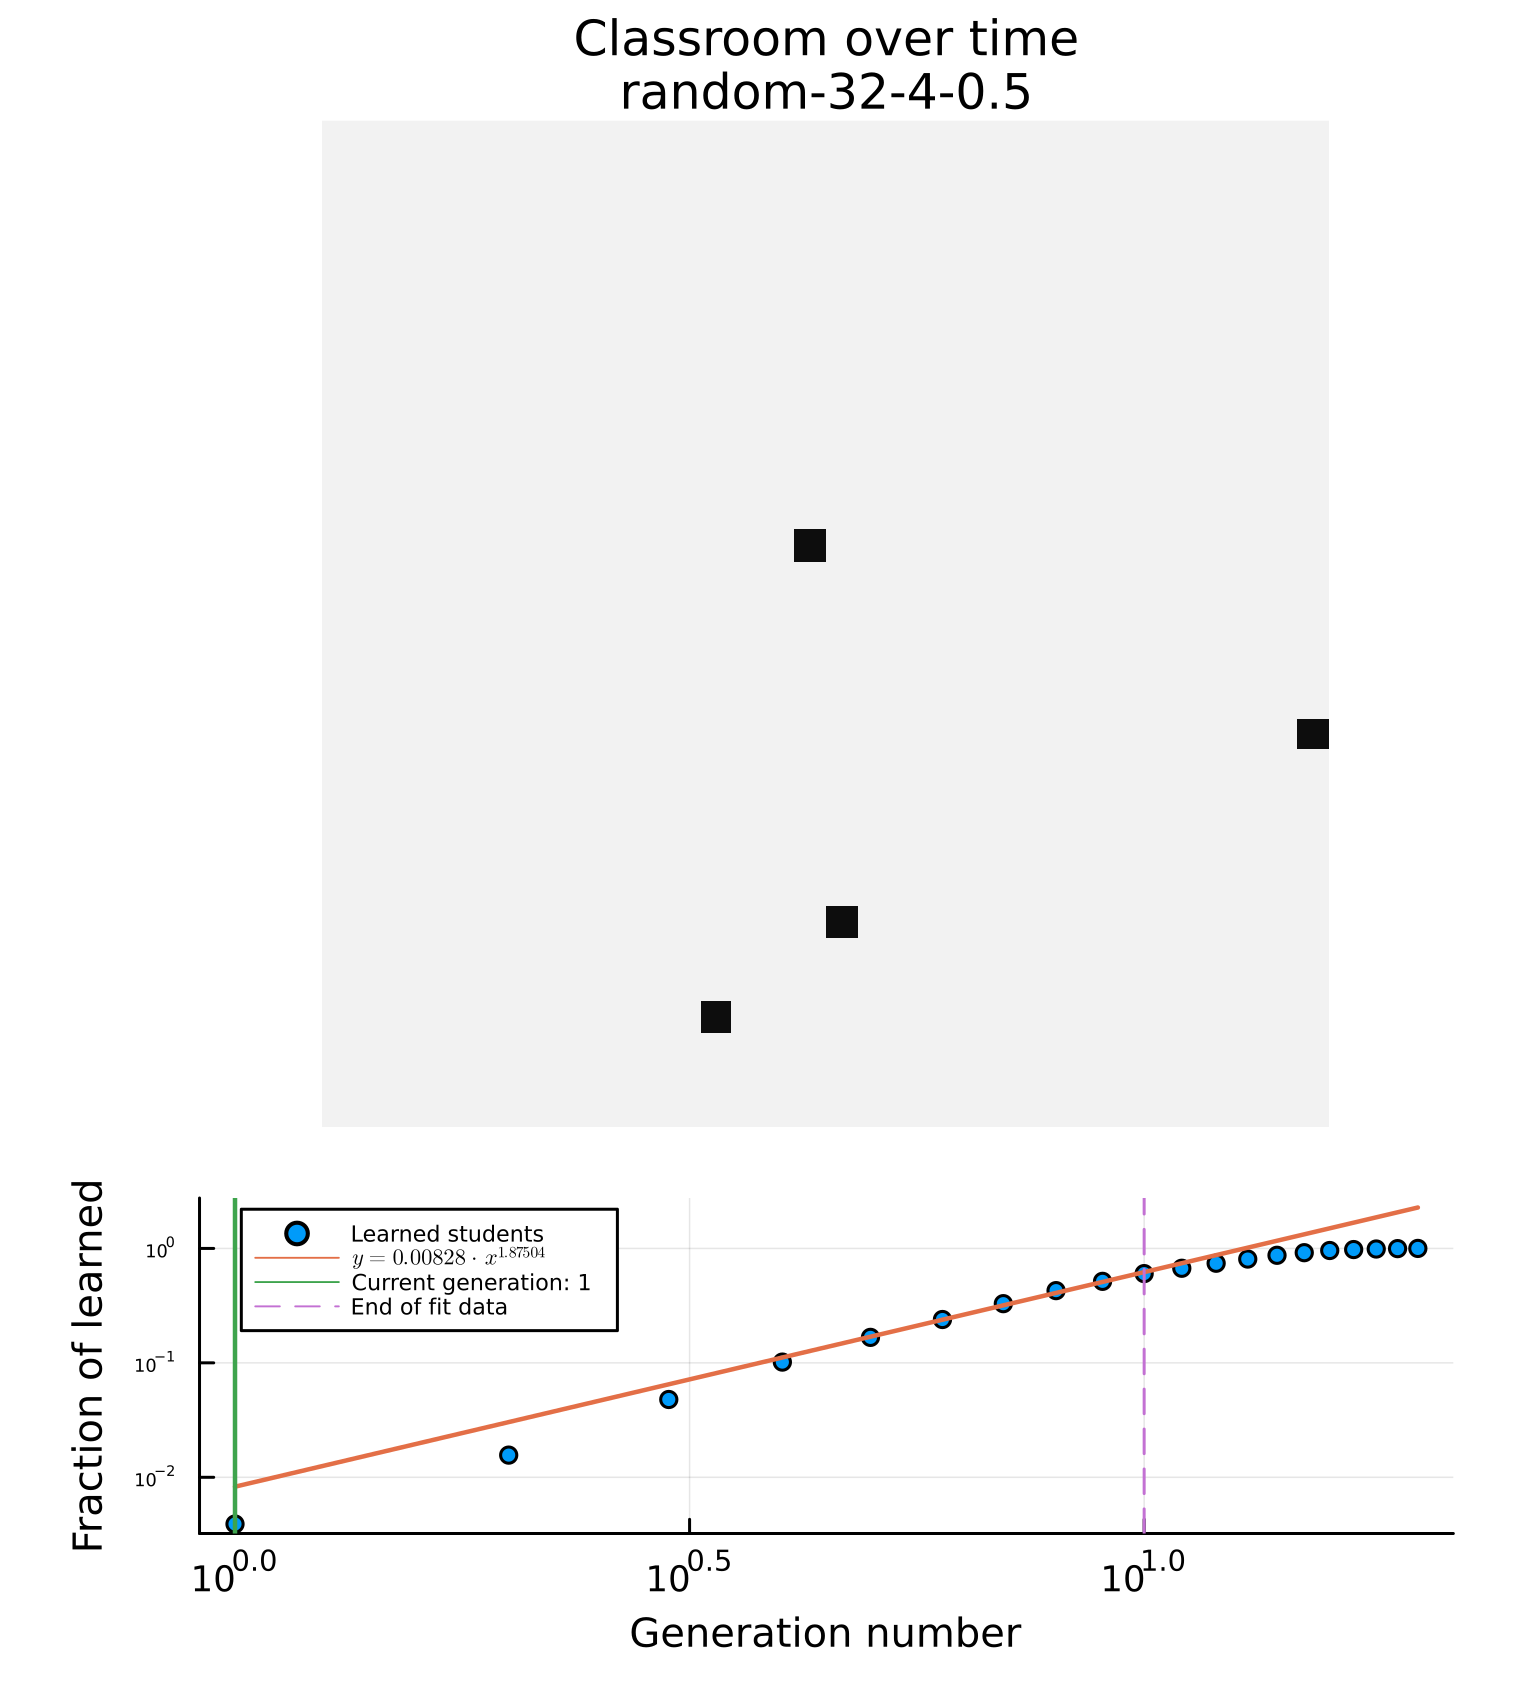 Classroom over time
random-32-4-0.5
Fraction of learned
10^0
10^-1
10^-2
Learned students
y = 0.00828 · x^1.87504
Current generation: 1
End of fit data
10^0.0 10^0.5 10^1.0
Generation number